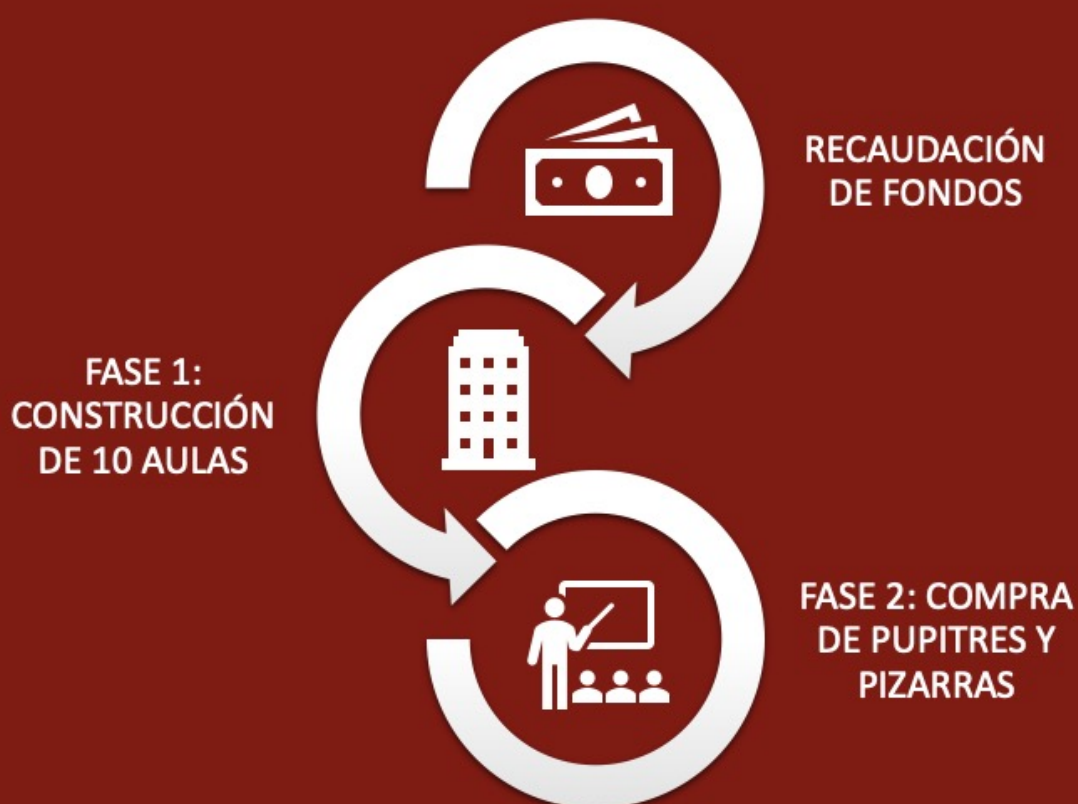 RECAUDACIÓN
DE FONDOS
FASE 1:
CONSTRUCCIÓN
DE 10 AULAS
FASE 2: COMPRA
DE PUPITRES Y
PIZARRAS